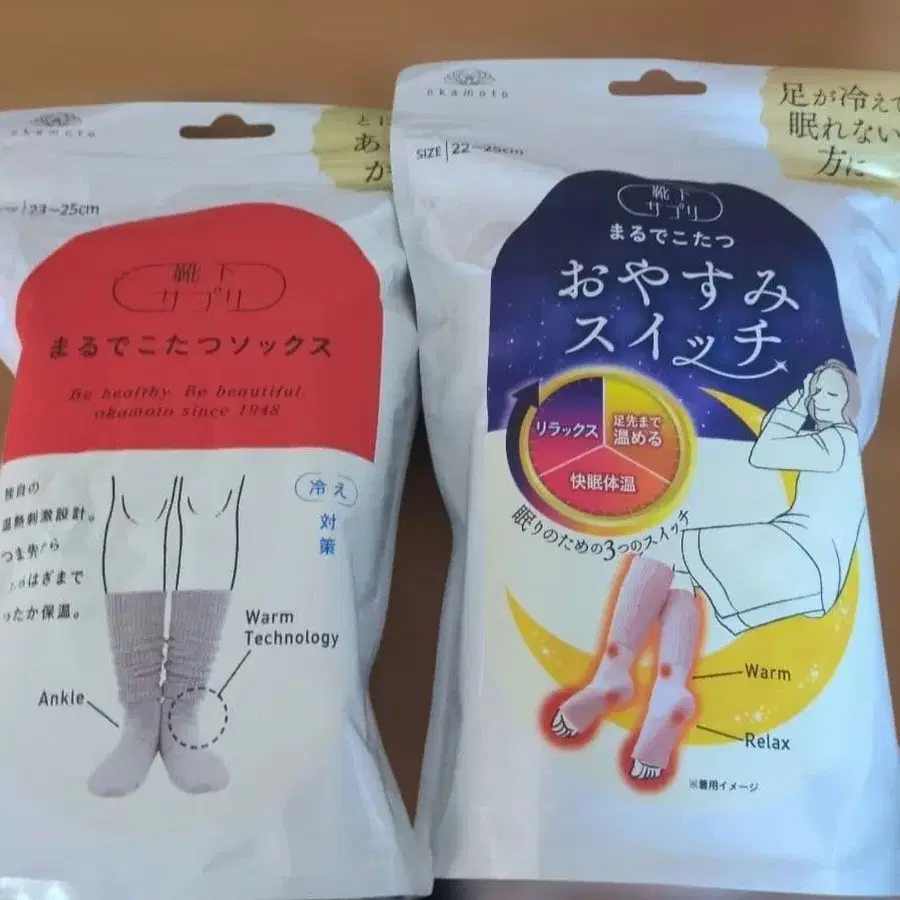 okamoto
とに
あ
か
23~25cm
靴下
サプリ
まるでこたつソックス
Be healthy. Be beautiful.
okamoto since 1948
独自の
温熱刺激設計。
つま先から
はぎまで
ったか保温。
冷え
対策
Warm
Technology
Ankle
okamoto
SIZE 22~25cm
足が冷えて
眠れない
方に
靴下
サプリ
まるでこたつ
おやすみ
スイッチ
リラックス
足先まで
温める
快眠体温
眠りのための3つのスイッチ
Warm
Relax
※着用イメージ